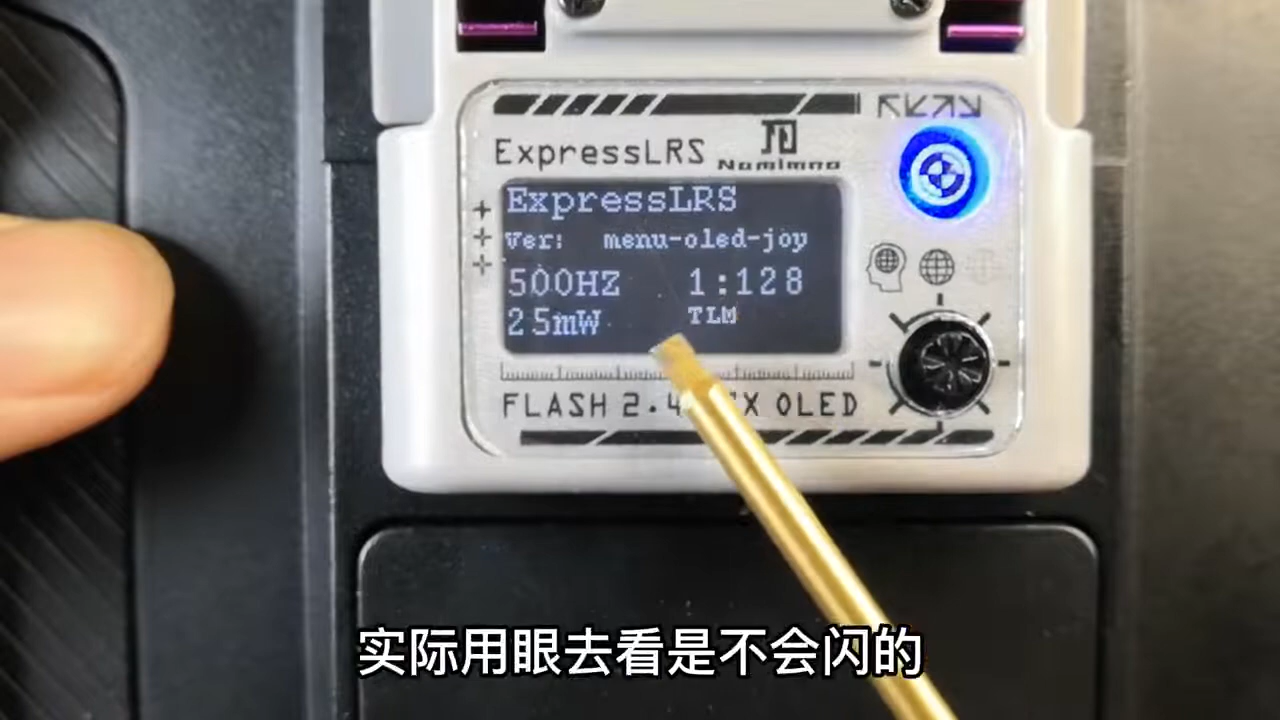 ExpressLRS
Namimno
ExpressLRS
Ver: menu-oled-joy
500HZ 1:128
25mW TLM
FLASH 2.4 X OLED
实际用眼去看是不会闪的